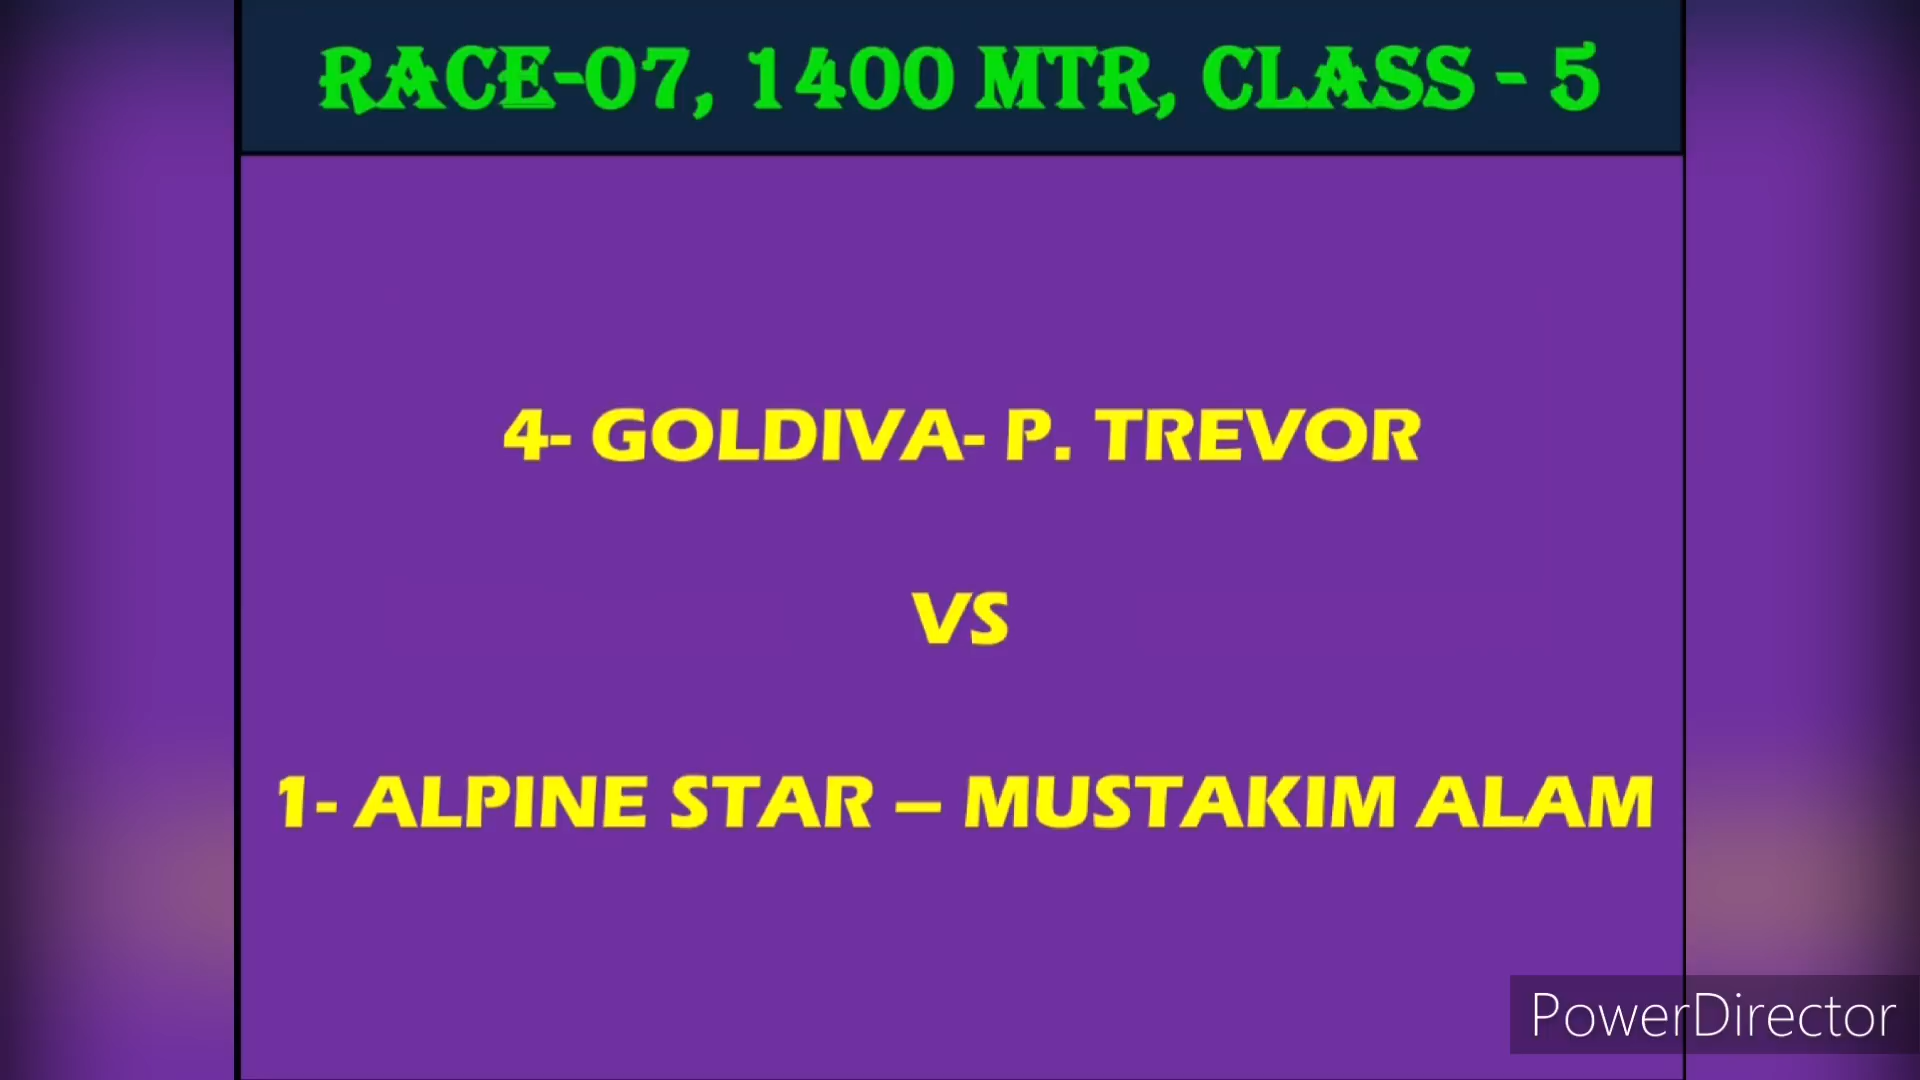 RACE-07, 1400 MTR, CLASS - 5
4- GOLDIVA- P. TREVOR
VS
1- ALPINE STAR – MUSTAKIM ALAM
PowerDirector